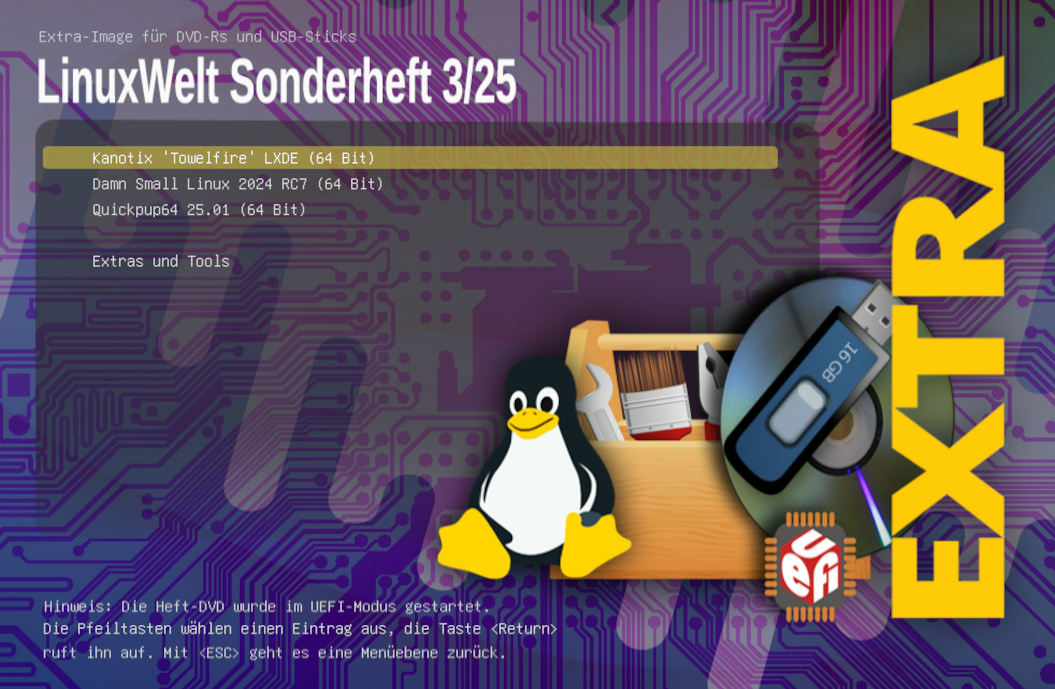 Extra-Image für DVD-Rs und USB-Sticks
LinuxWelt Sonderheft 3/25
Kanotix 'Towelfire' LXDE (64 Bit)
Damn Small Linux 2024 RC7 (64 Bit)
Quickpup64 25.01 (64 Bit)
Extras und Tools
EXTRA
16 GB
uefi
Hinweis: Die Heft-DVD wurde im UEFI-Modus gestartet.
Die Pfeiltasten wählen einen Eintrag aus, die Taste <Return>
ruft ihn auf. Mit <ESC> geht es eine Menüebene zurück.